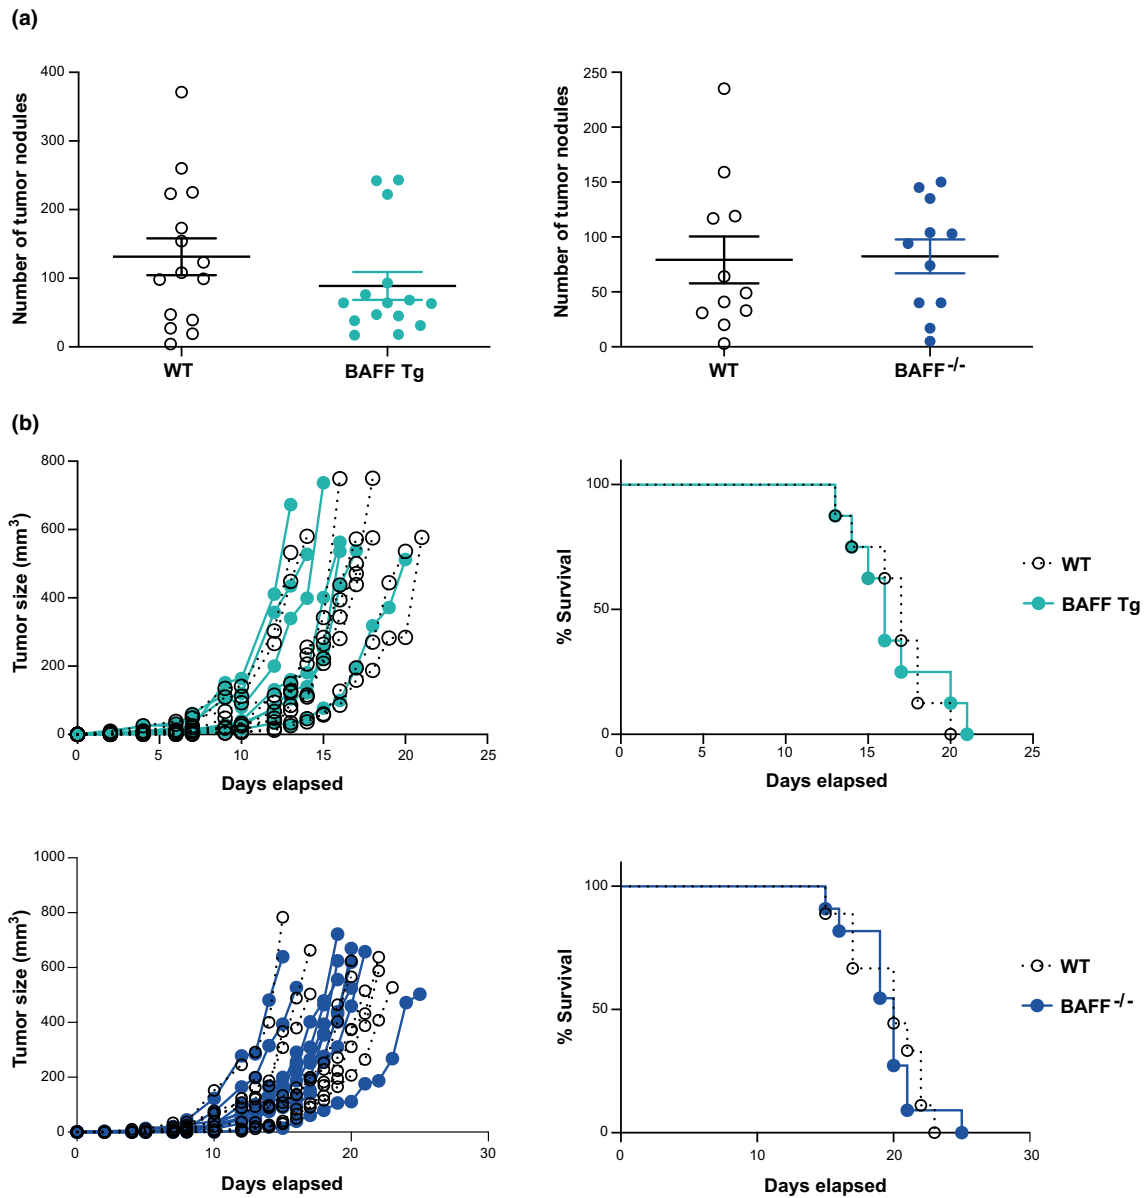 (a)
Number of tumor nodules
400
300
200
100
0
WT
BAFF Tg
Number of tumor nodules
250
200
150
100
50
0
WT
BAFF-/-
(b)
Tumor size (mm3)
800
600
400
200
0
0 5 10 15 20 25
Days elapsed
% Survival
100
50
0
0 5 10 15 20 25
Days elapsed
WT
BAFF Tg
Tumor size (mm3)
1000
800
600
400
200
0
0 10 20 30
Days elapsed
% Survival
100
50
0
0 10 20 30
Days elapsed
WT
BAFF-/-